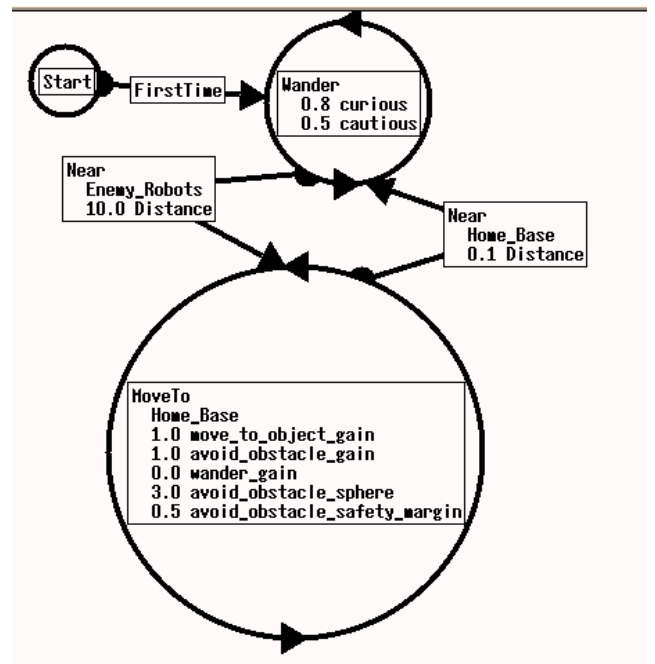 Start
FirstTime
Wander
0.8 curious
0.5 cautious
Near
Enemy_Robots
10.0 Distance
Near
Home_Base
0.1 Distance
MoveTo
Home_Base
1.0 move_to_object_gain
1.0 avoid_obstacle_gain
0.0 wander_gain
3.0 avoid_obstacle_sphere
0.5 avoid_obstacle_safety_margin